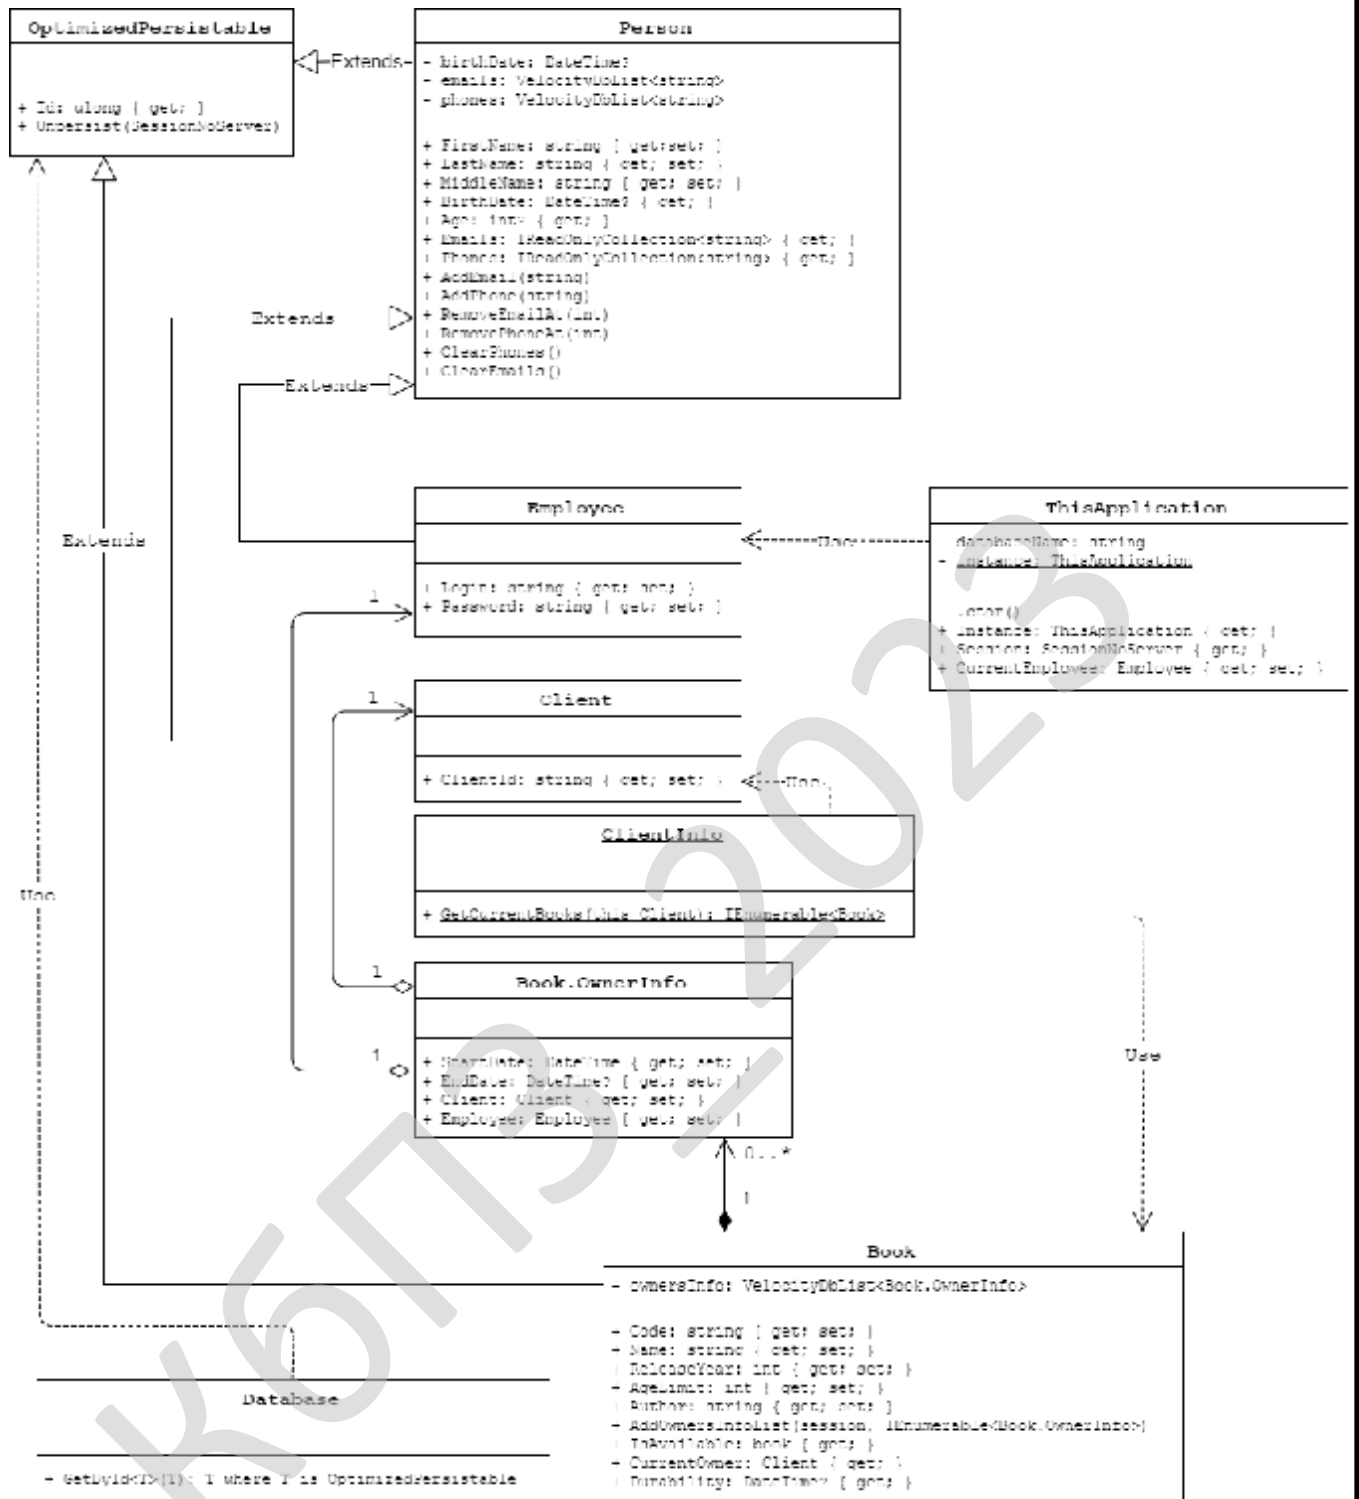 OptimizedPersistable
+ Id: ulong { get; }
+ Unpersist(SessionNoServer)
Extends
Person
- birthDate: DateTime?
- emails: VelocityDbList<string>
- phones: VelocityDbList<string>
+ FirstName: string { get;set; }
+ LastName: string { get; set; }
+ MiddleName: string { get; set; }
+ BirthDate: DateTime? { get; }
+ Age: int? { get; }
+ Emails: IReadOnlyCollection<string> { get; }
+ Phones: IReadOnlyCollection<string> { get; }
+ AddEmail(string)
+ AddPhone(string)
+ RemoveEmailAt(int)
+ RemovePhoneAt(int)
+ ClearPhones()
+ ClearEmails()
Extends
Extends
Extends
Employee
+ Login: string { get; set; }
+ Password: string { get; set; }
1
Use
ThisApplication
- databaseName: string
- instance: ThisApplication
- .ctor()
+ Instance: ThisApplication { get; }
+ Session: SessionNoServer { get; }
+ CurrentEmployee: Employee { get; set; }
1
Client
+ ClientId: string { get; set; }
Use
ClientInfo
+ GetCurrentBooks(this Client): IEnumerable<Book>
Use
1
Book.OwnerInfo
1
+ StartDate: DateTime { get; set; }
+ EndDate: DateTime? { get; set; }
+ Client: Client { get; set; }
+ Employee: Employee { get; set; }
Use
0..*
1
Book
- ownersInfo: VelocityDbList<Book.OwnerInfo>
+ Code: string { get; set; }
+ Name: string { get; set; }
+ ReleaseYear: int { get; set; }
+ AgeLimit: int { get; set; }
+ Author: string { get; set; }
+ AddOwnersInfoList(session, IEnumerable<Book.OwnerInfo>)
+ IsAvailable: book { get; }
+ CurrentOwner: Client { get; }
+ Durability: DateTime? { get; }
Database
+ GetById<T>(T): T where T is OptimizedPersistable
КбПЗ_2023